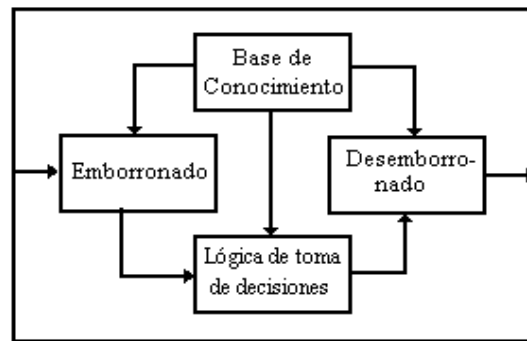 Base de
Conocimiento
Emborronado
Desemborro-
nado
Lógica de toma
de decisiones